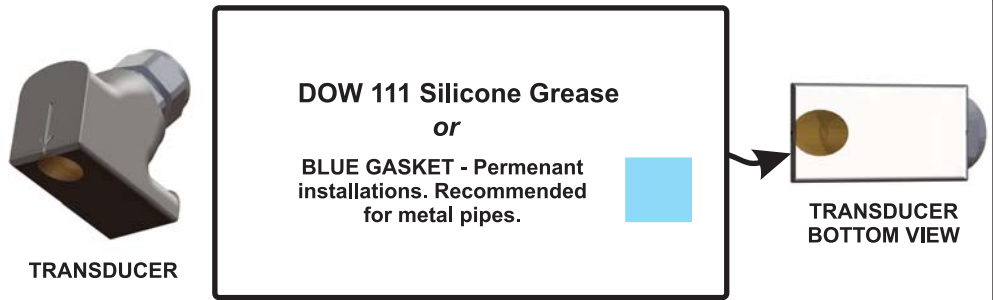 DOW 111 Silicone Grease
or
BLUE GASKET - Permenant
installations. Recommended
for metal pipes.
TRANSDUCER
TRANSDUCER
BOTTOM VIEW